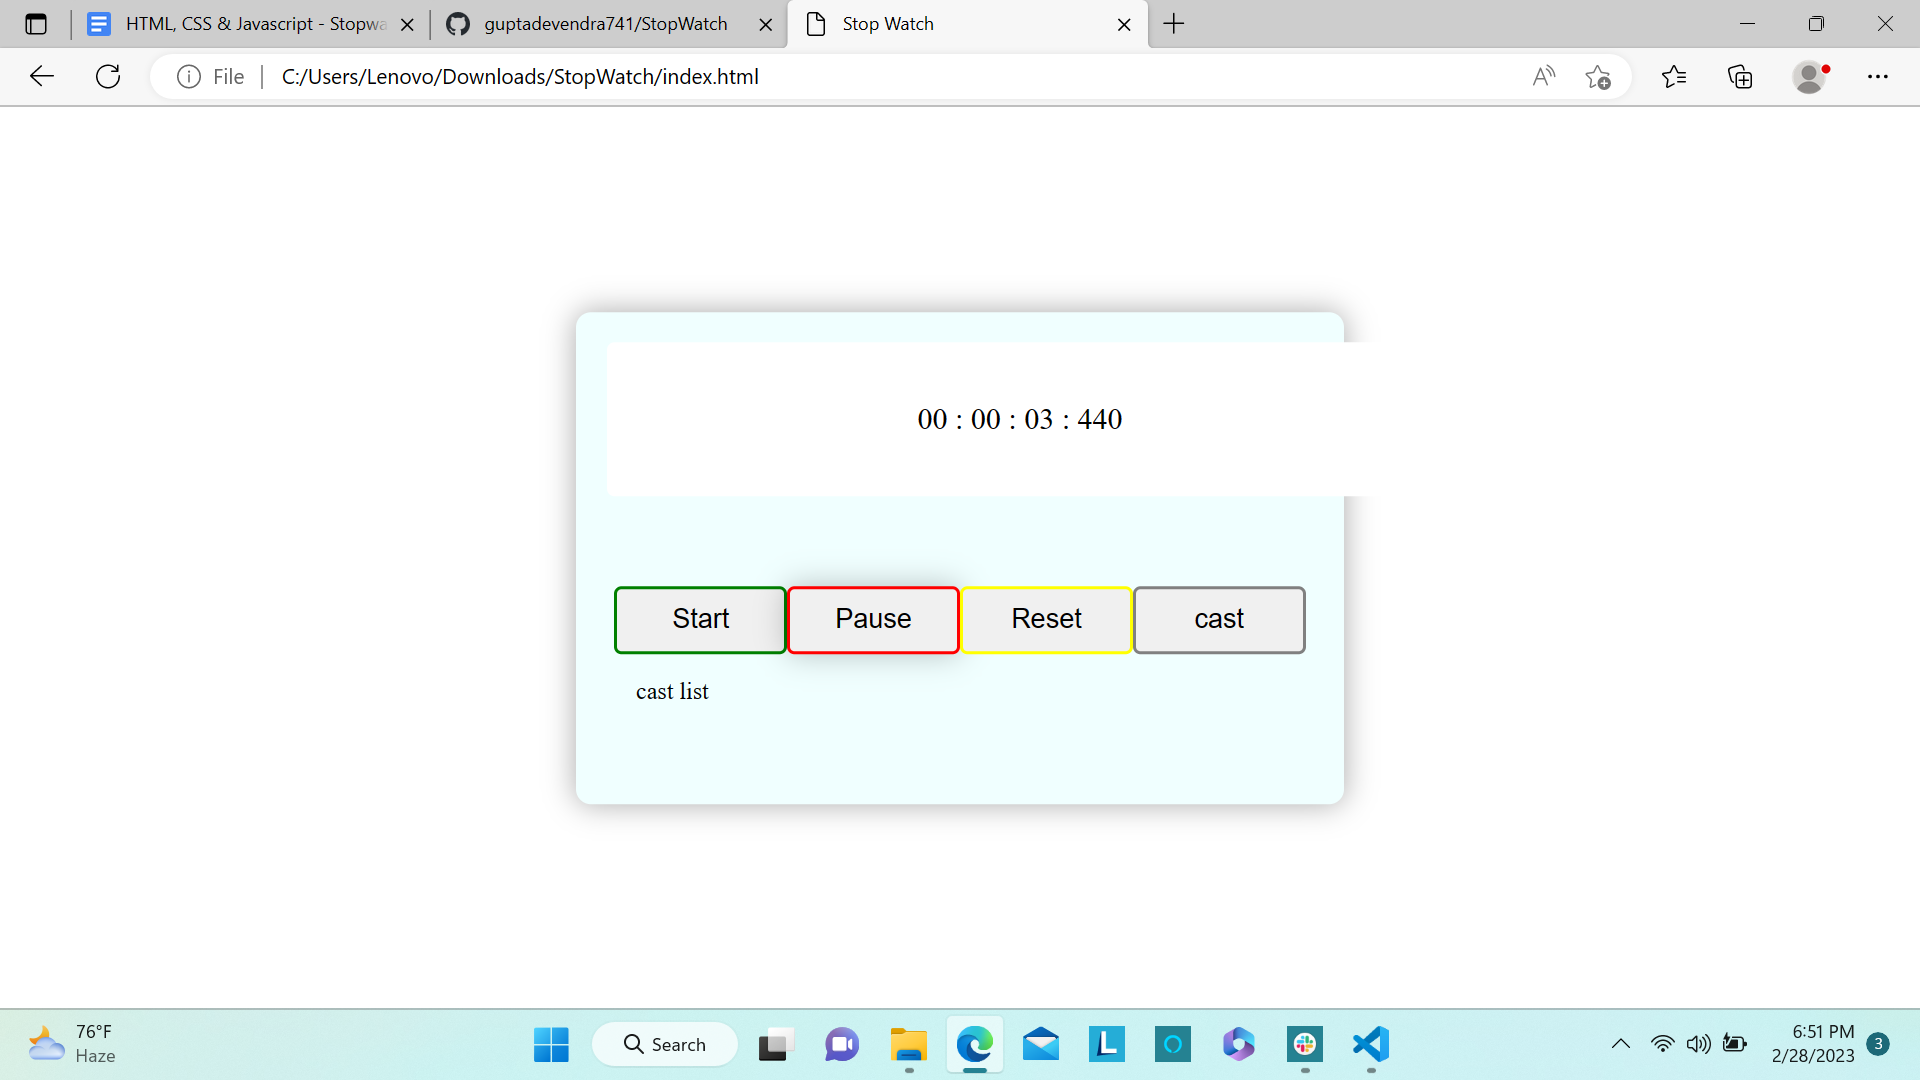 HTML, CSS & Javascript - Stopwa
guptadevendra741/StopWatch
Stop Watch
File
C:/Users/Lenovo/Downloads/StopWatch/index.html
00 : 00 : 03 : 440
Start
Pause
Reset
cast
cast list
76°F
Haze
Search
L
6:51 PM
2/28/2023
3